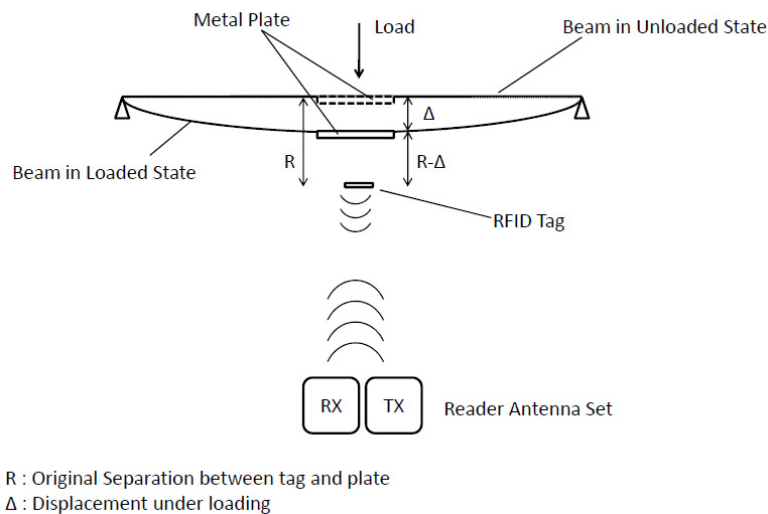 Metal Plate
Load
Beam in Unloaded State
Δ
R
R-Δ
Beam in Loaded State
RFID Tag
RX
TX
Reader Antenna Set
R : Original Separation between tag and plate
Δ : Displacement under loading